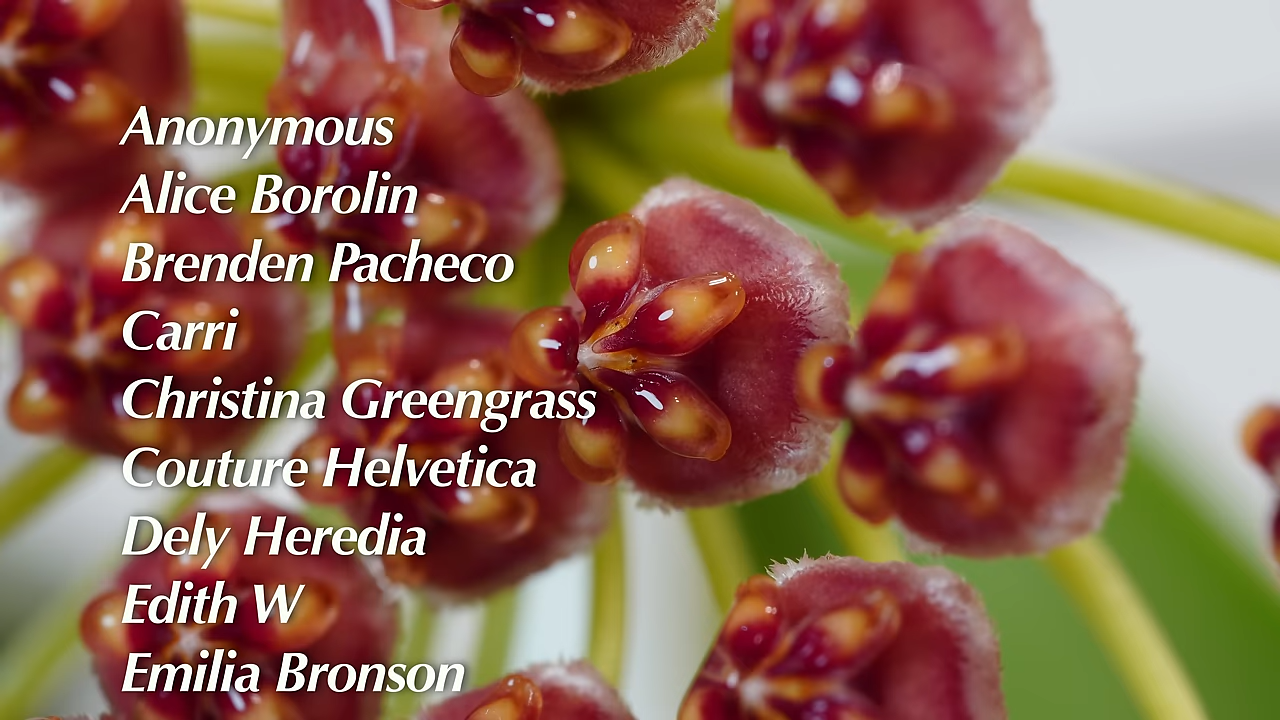 Anonymous
Alice Borolin
Brenden Pacheco
Carri
Christina Greengrass
Couture Helvetica
Dely Heredia
Edith W
Emilia Bronson